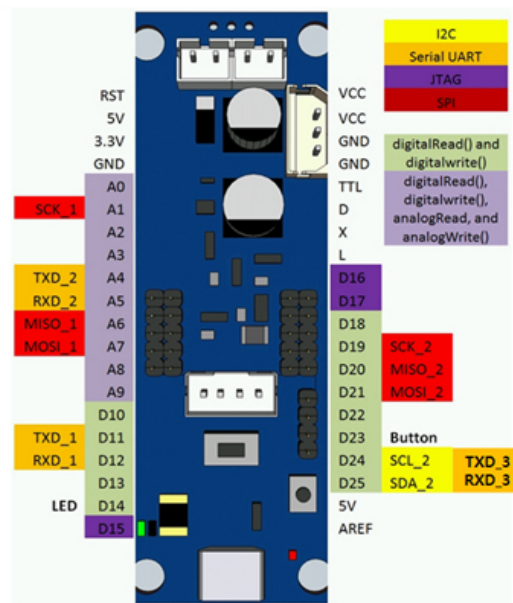 I2C
Serial UART
JTAG
SPI
digitalRead() and
digitalwrite()
digitalRead(),
digitalwrite(),
analogRead, and
analogWrite()
RST
5V
3.3V
GND
A0
SCK_1 A1
A2
A3
TXD_2 A4
RXD_2 A5
MISO_1 A6
MOSI_1 A7
A8
A9
D10
TXD_1 D11
RXD_1 D12
D13
LED D14
D15
VCC
VCC
GND
GND
TTL
D
X
L
D16
D17
D18
D19 SCK_2
D20 MISO_2
D21 MOSI_2
D22
D23 Button
D24 SCL_2 TXD_3
D25 SDA_2 RXD_3
5V
AREF